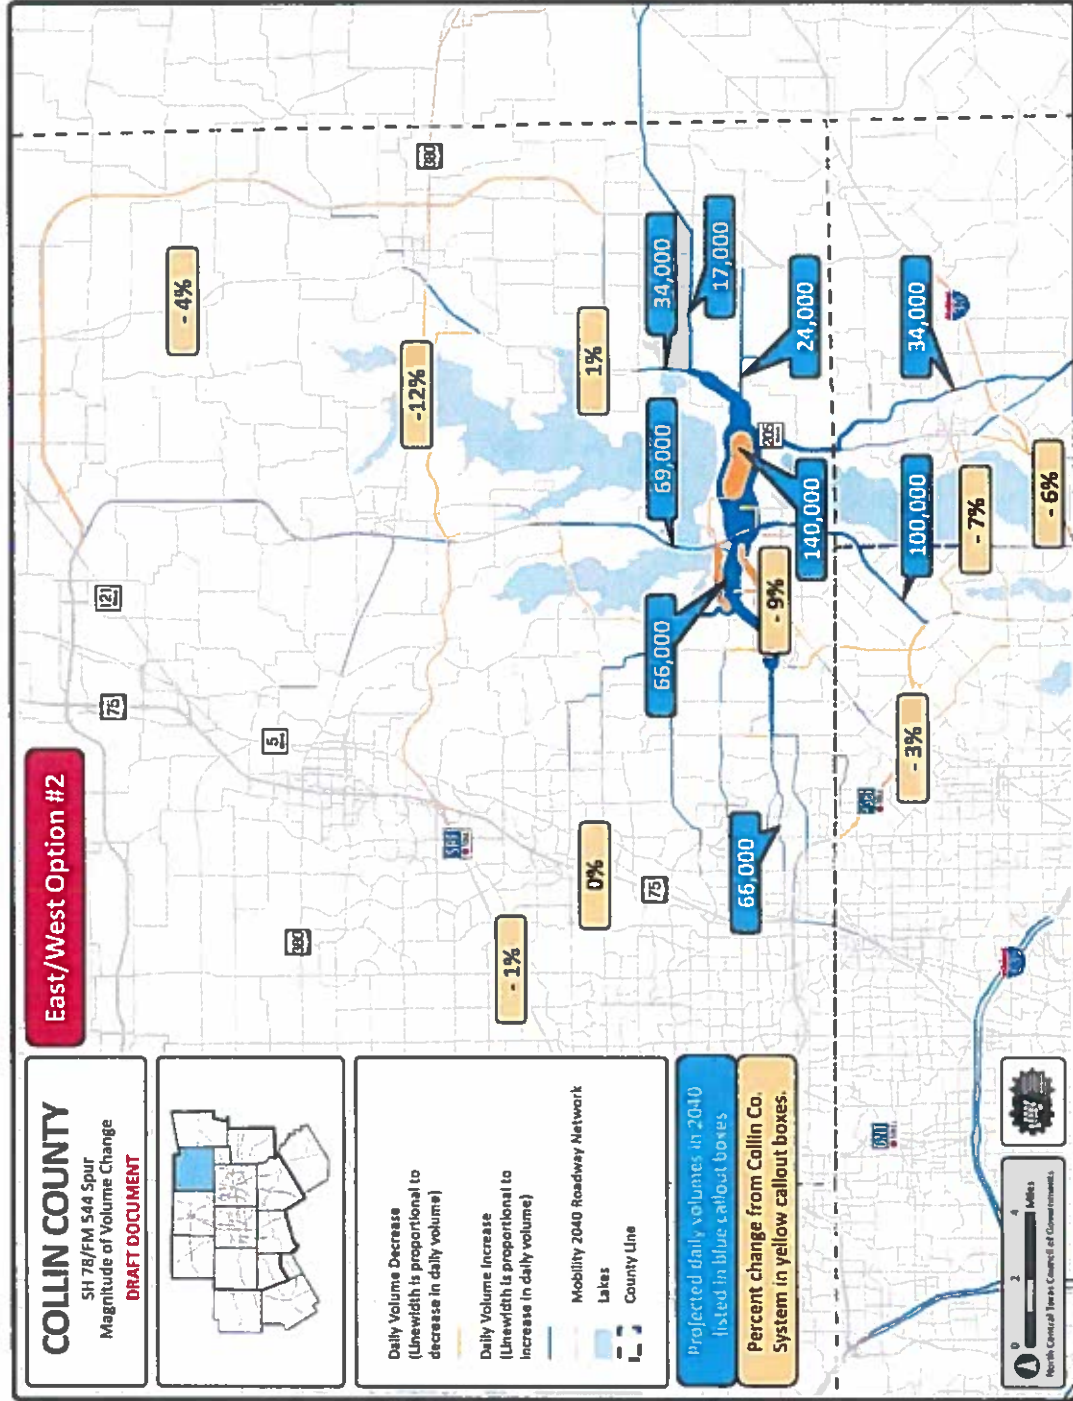 East/West Option #2
COLLIN COUNTY
SH 78/FM 544 Spur
Magnitude of Volume Change
DRAFT DOCUMENT
Daily Volume Decrease
(Linewidth is proportional to
decrease in daily volume)
Daily Volume Increase
(Linewidth is proportional to
increase in daily volume)
Mobility 2040 Roadway Network
Lakes
County Line
Projected daily volumes in 2040
listed in blue callout boxes
Percent change from Collin Co.
System in yellow callout boxes.
0 2 4
Miles
North Central Texas Council of Governments
121
75
5
380
380
75
205
- 4%
-12%
1%
0%
- 1%
- 9%
- 3%
- 7%
- 6%
34,000
17,000
69,000
24,000
66,000
140,000
34,000
100,000
66,000